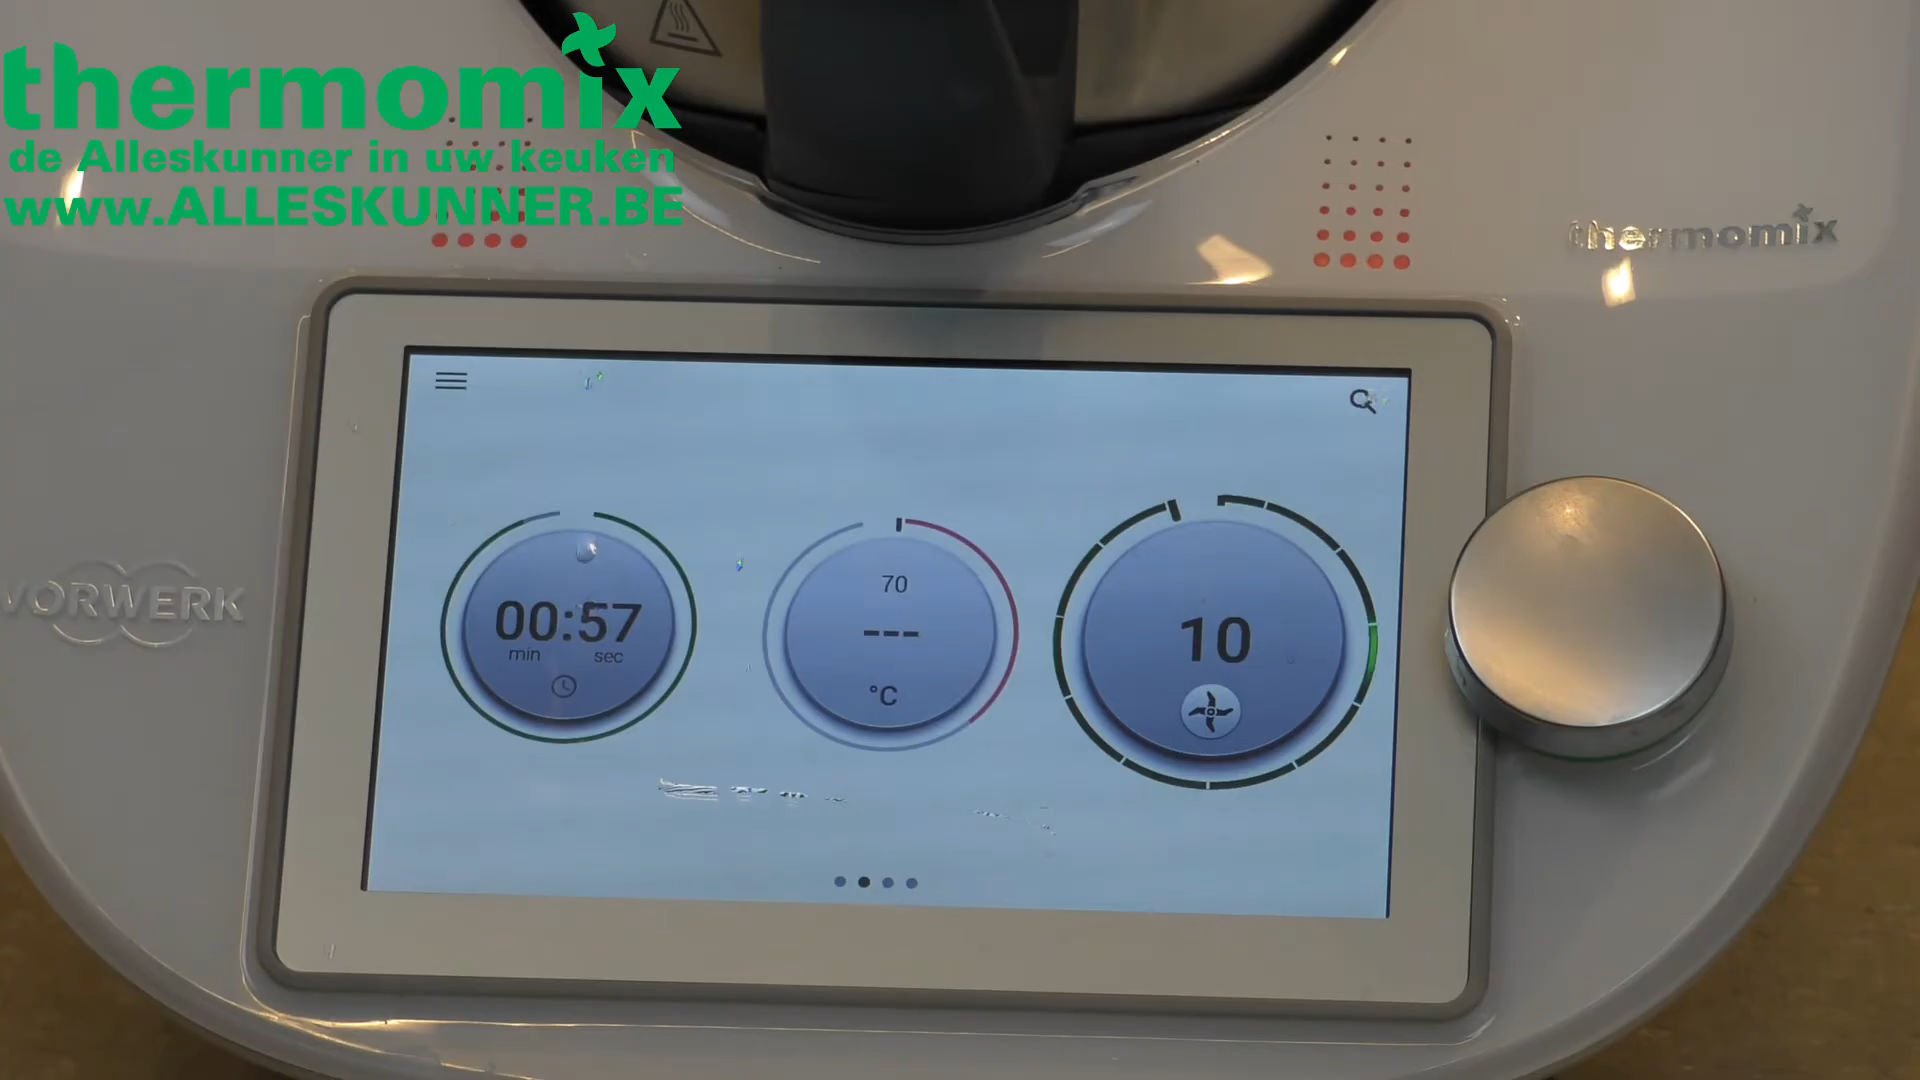 thermomix
de Alleskunner in uw keuken
www.ALLESKUNNER.BE
thermomix
VORWERK
00:57
min sec
70
---
°C
10